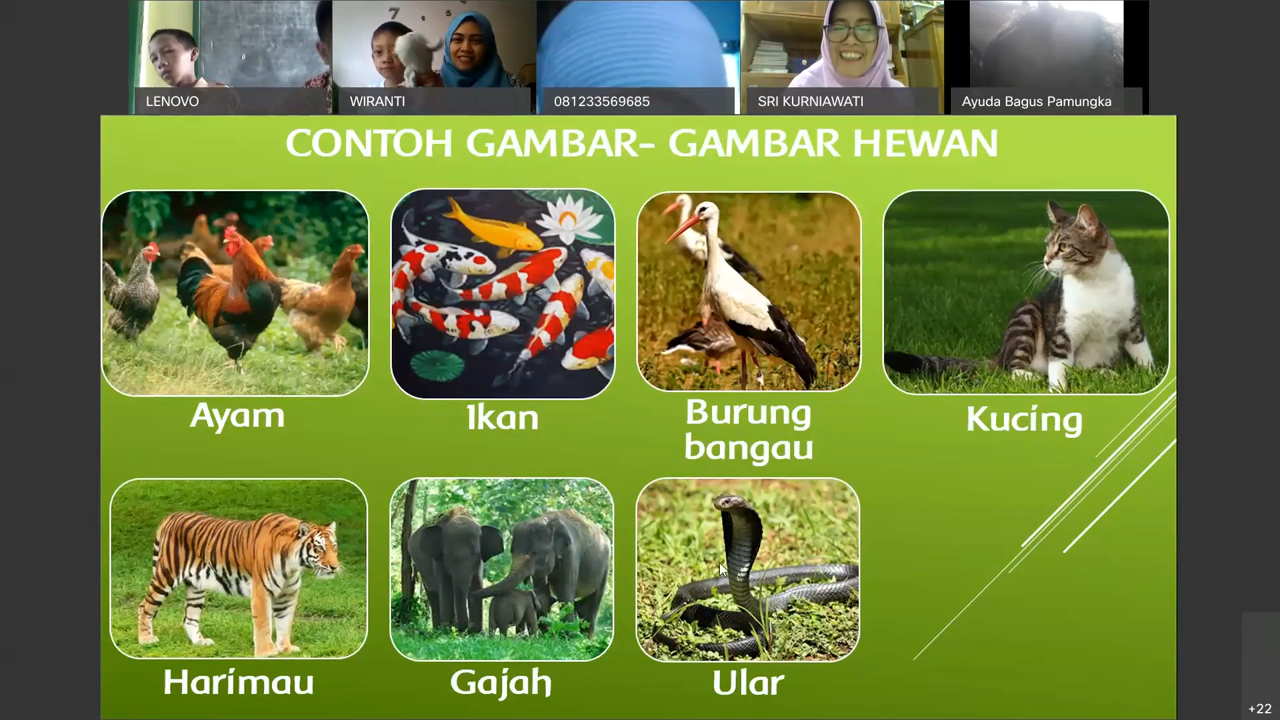 LENOVO
WIRANTI
081233569685
SRI KURNIAWATI
Ayuda Bagus Pamungka
CONTOH GAMBAR- GAMBAR HEWAN
Ayam
Ikan
Burung
bangau
Kucing
Harimau
Gajah
Ular
+22